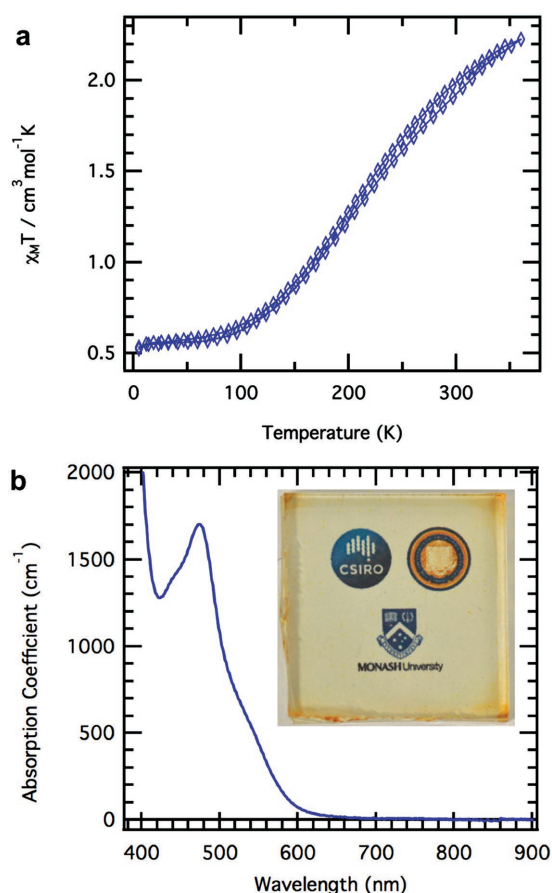 a
χMT / cm³mol⁻¹K
2.0
1.5
1.0
0.5
0
100
200
300
Temperature (K)
b
Absorption Coefficient (cm⁻¹)
2000
1500
1000
500
0
CSIRO
MONASH University
400
500
600
700
800
900
Wavelength (nm)